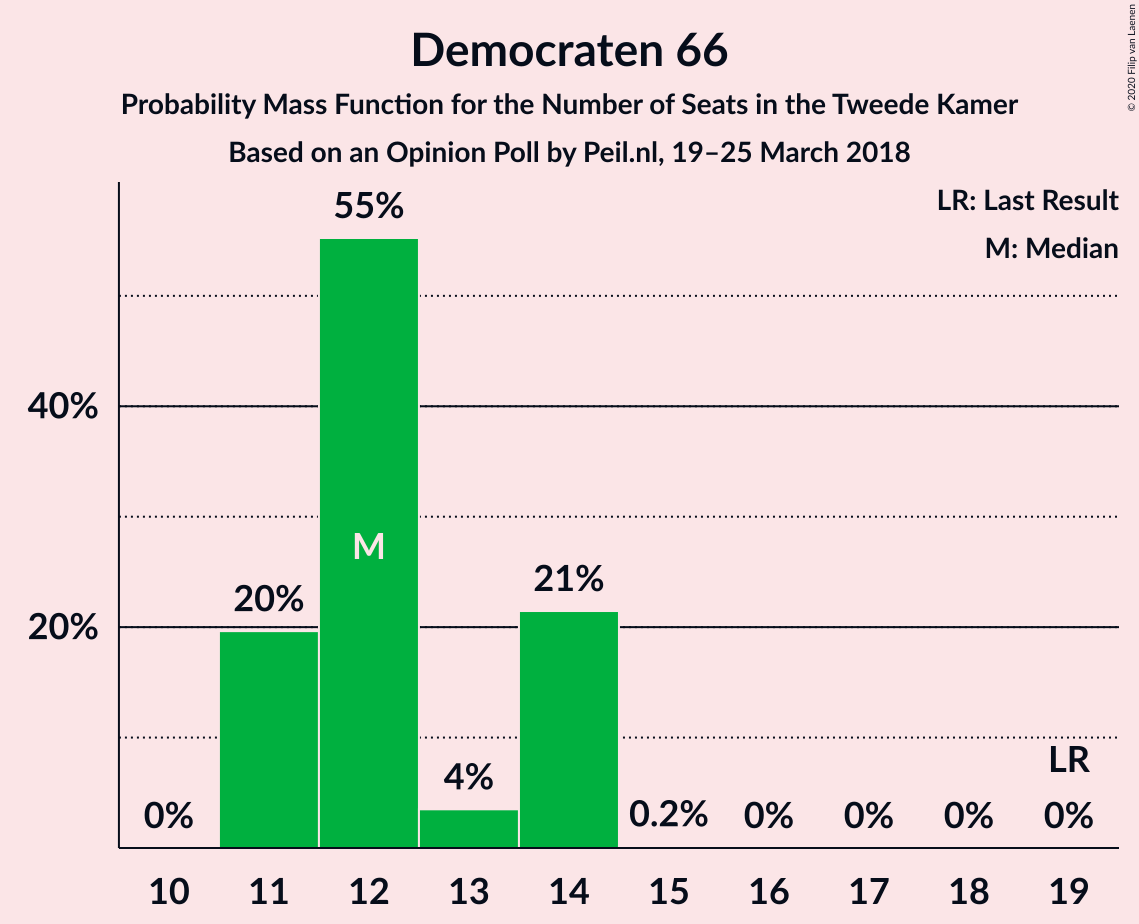 Democraten 66
Probability Mass Function for the Number of Seats in the Tweede Kamer
Based on an Opinion Poll by Peil.nl, 19–25 March 2018
© 2020 Filip van Laenen
LR: Last Result
M: Median
55%
40%
M
21%
20%
20%
LR
4%
0%
0.2%
0%
0%
0%
0%
10 11 12 13 14 15 16 17 18 19